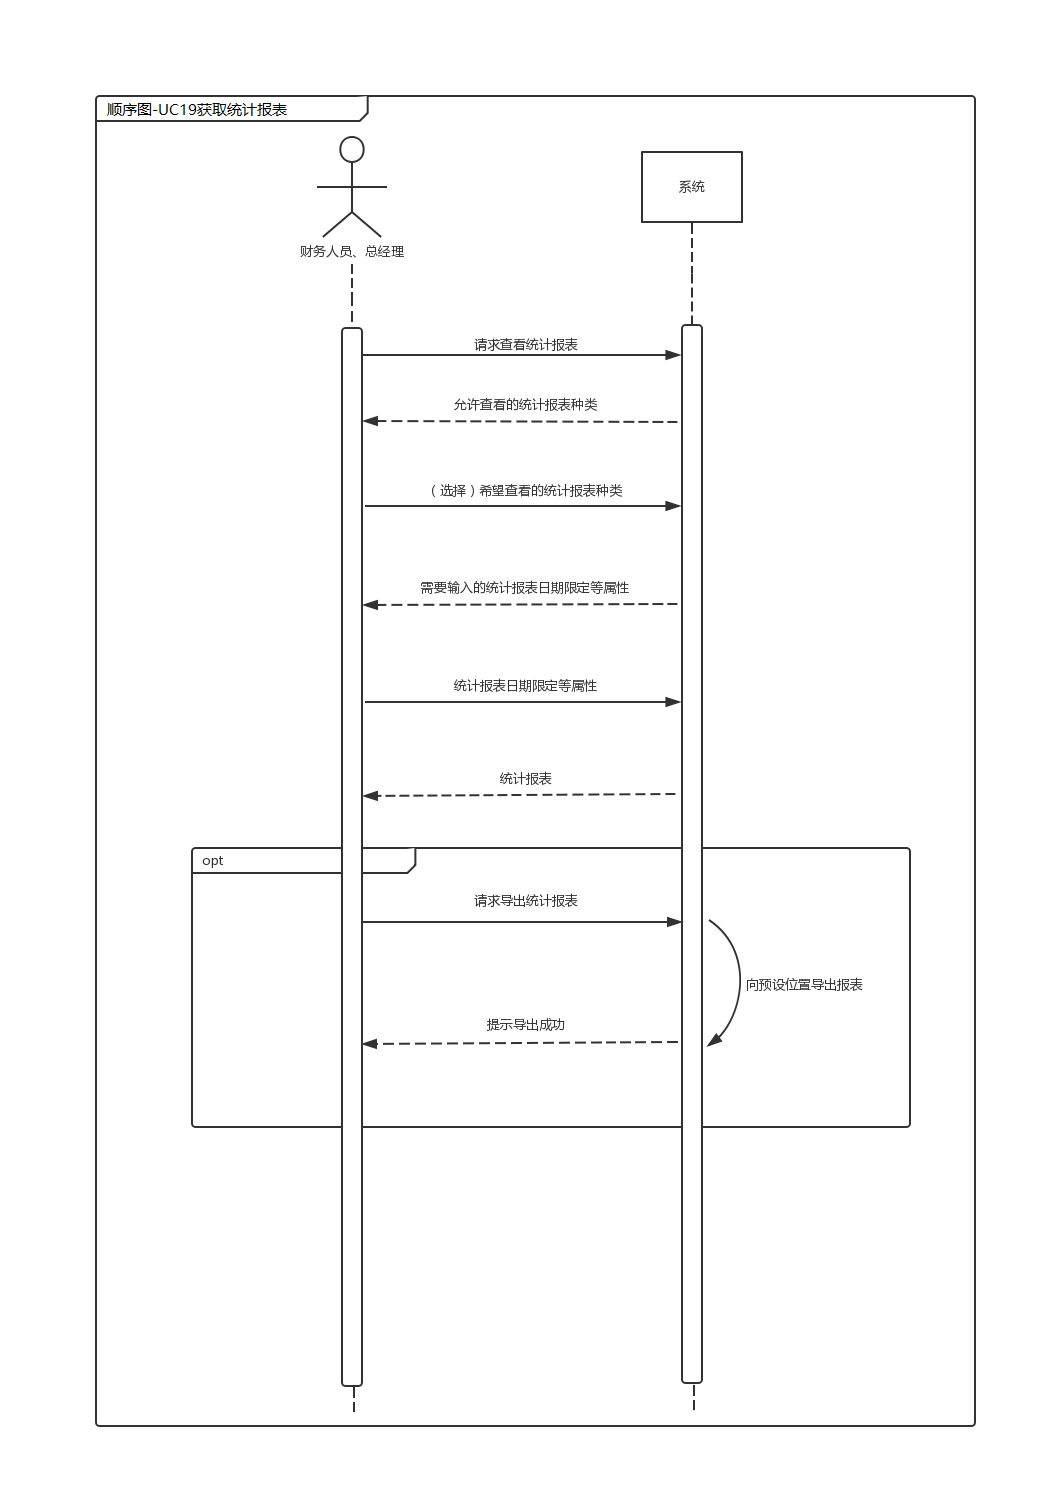 顺序图-UC19获取统计报表
系统
财务人员、总经理
请求查看统计报表
允许查看的统计报表种类
（选择）希望查看的统计报表种类
需要输入的统计报表日期限定等属性
统计报表日期限定等属性
统计报表
opt
请求导出统计报表
向预设位置导出报表
提示导出成功